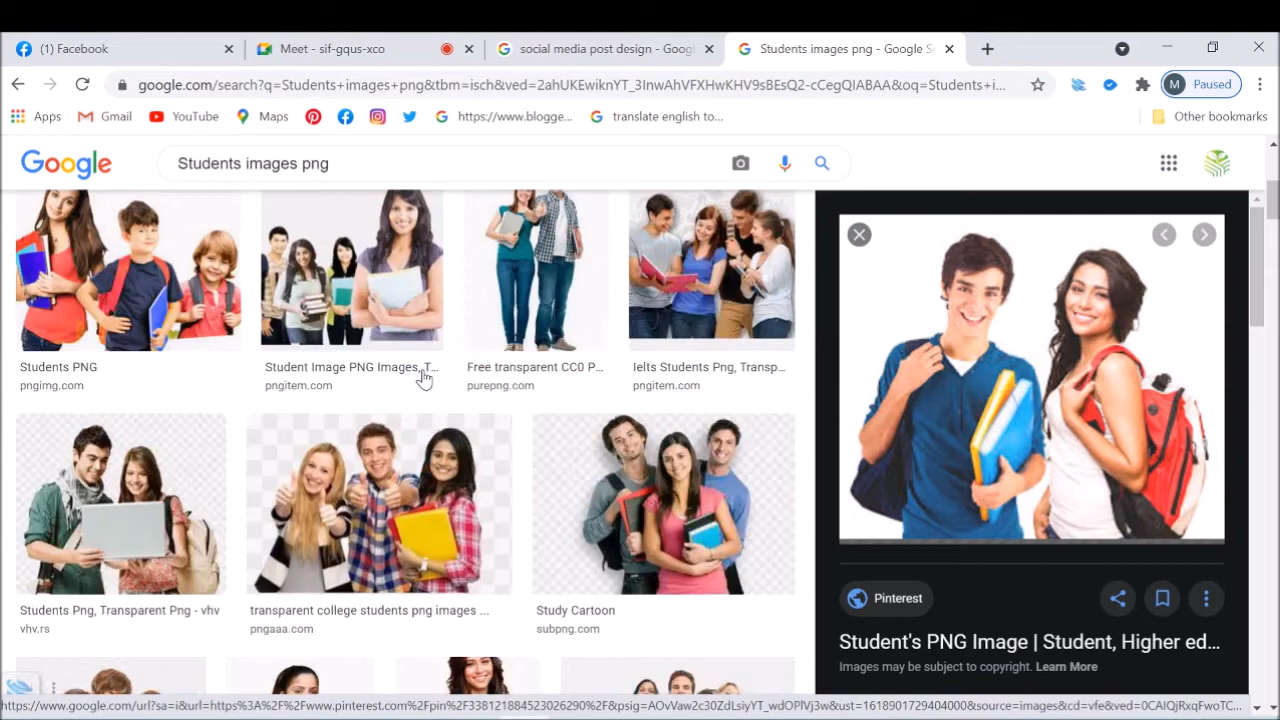 (1) Facebook
Meet - sif-gqus-xco
social media post design - Googl
Students images png - Google Se
google.com/search?q=Students+images+png&tbm=isch&ved=2ahUKEwiknYT_3InwAhVFXHwKHV9sBEsQ2-cCegQIABAA&oq=Students+i...
M Paused
Apps
Gmail
YouTube
Maps
https://www.blogge...
translate english to...
Other bookmarks
Google
Students images png
Students PNG
pngimg.com
Student Image PNG Images, T...
pngitem.com
Free transparent CC0 P...
purepng.com
Ielts Students Png, Transp...
pngitem.com
Students Png, Transparent Png - vhv
vhv.rs
transparent college students png images ...
pngaaa.com
Study Cartoon
subpng.com
Pinterest
Student's PNG Image | Student, Higher ed...
Images may be subject to copyright. Learn More
https://www.google.com/url?sa=i&url=https%3A%2F%2Fwww.pinterest.com%2Fpin%2F338121884523026290%2F&psig=AOvVaw2c30ZdLsiyYT_wdOPlVj3w&ust=1618901729404000&source=images&cd=vfe&ved=0CAIQjRxqFwoTC...